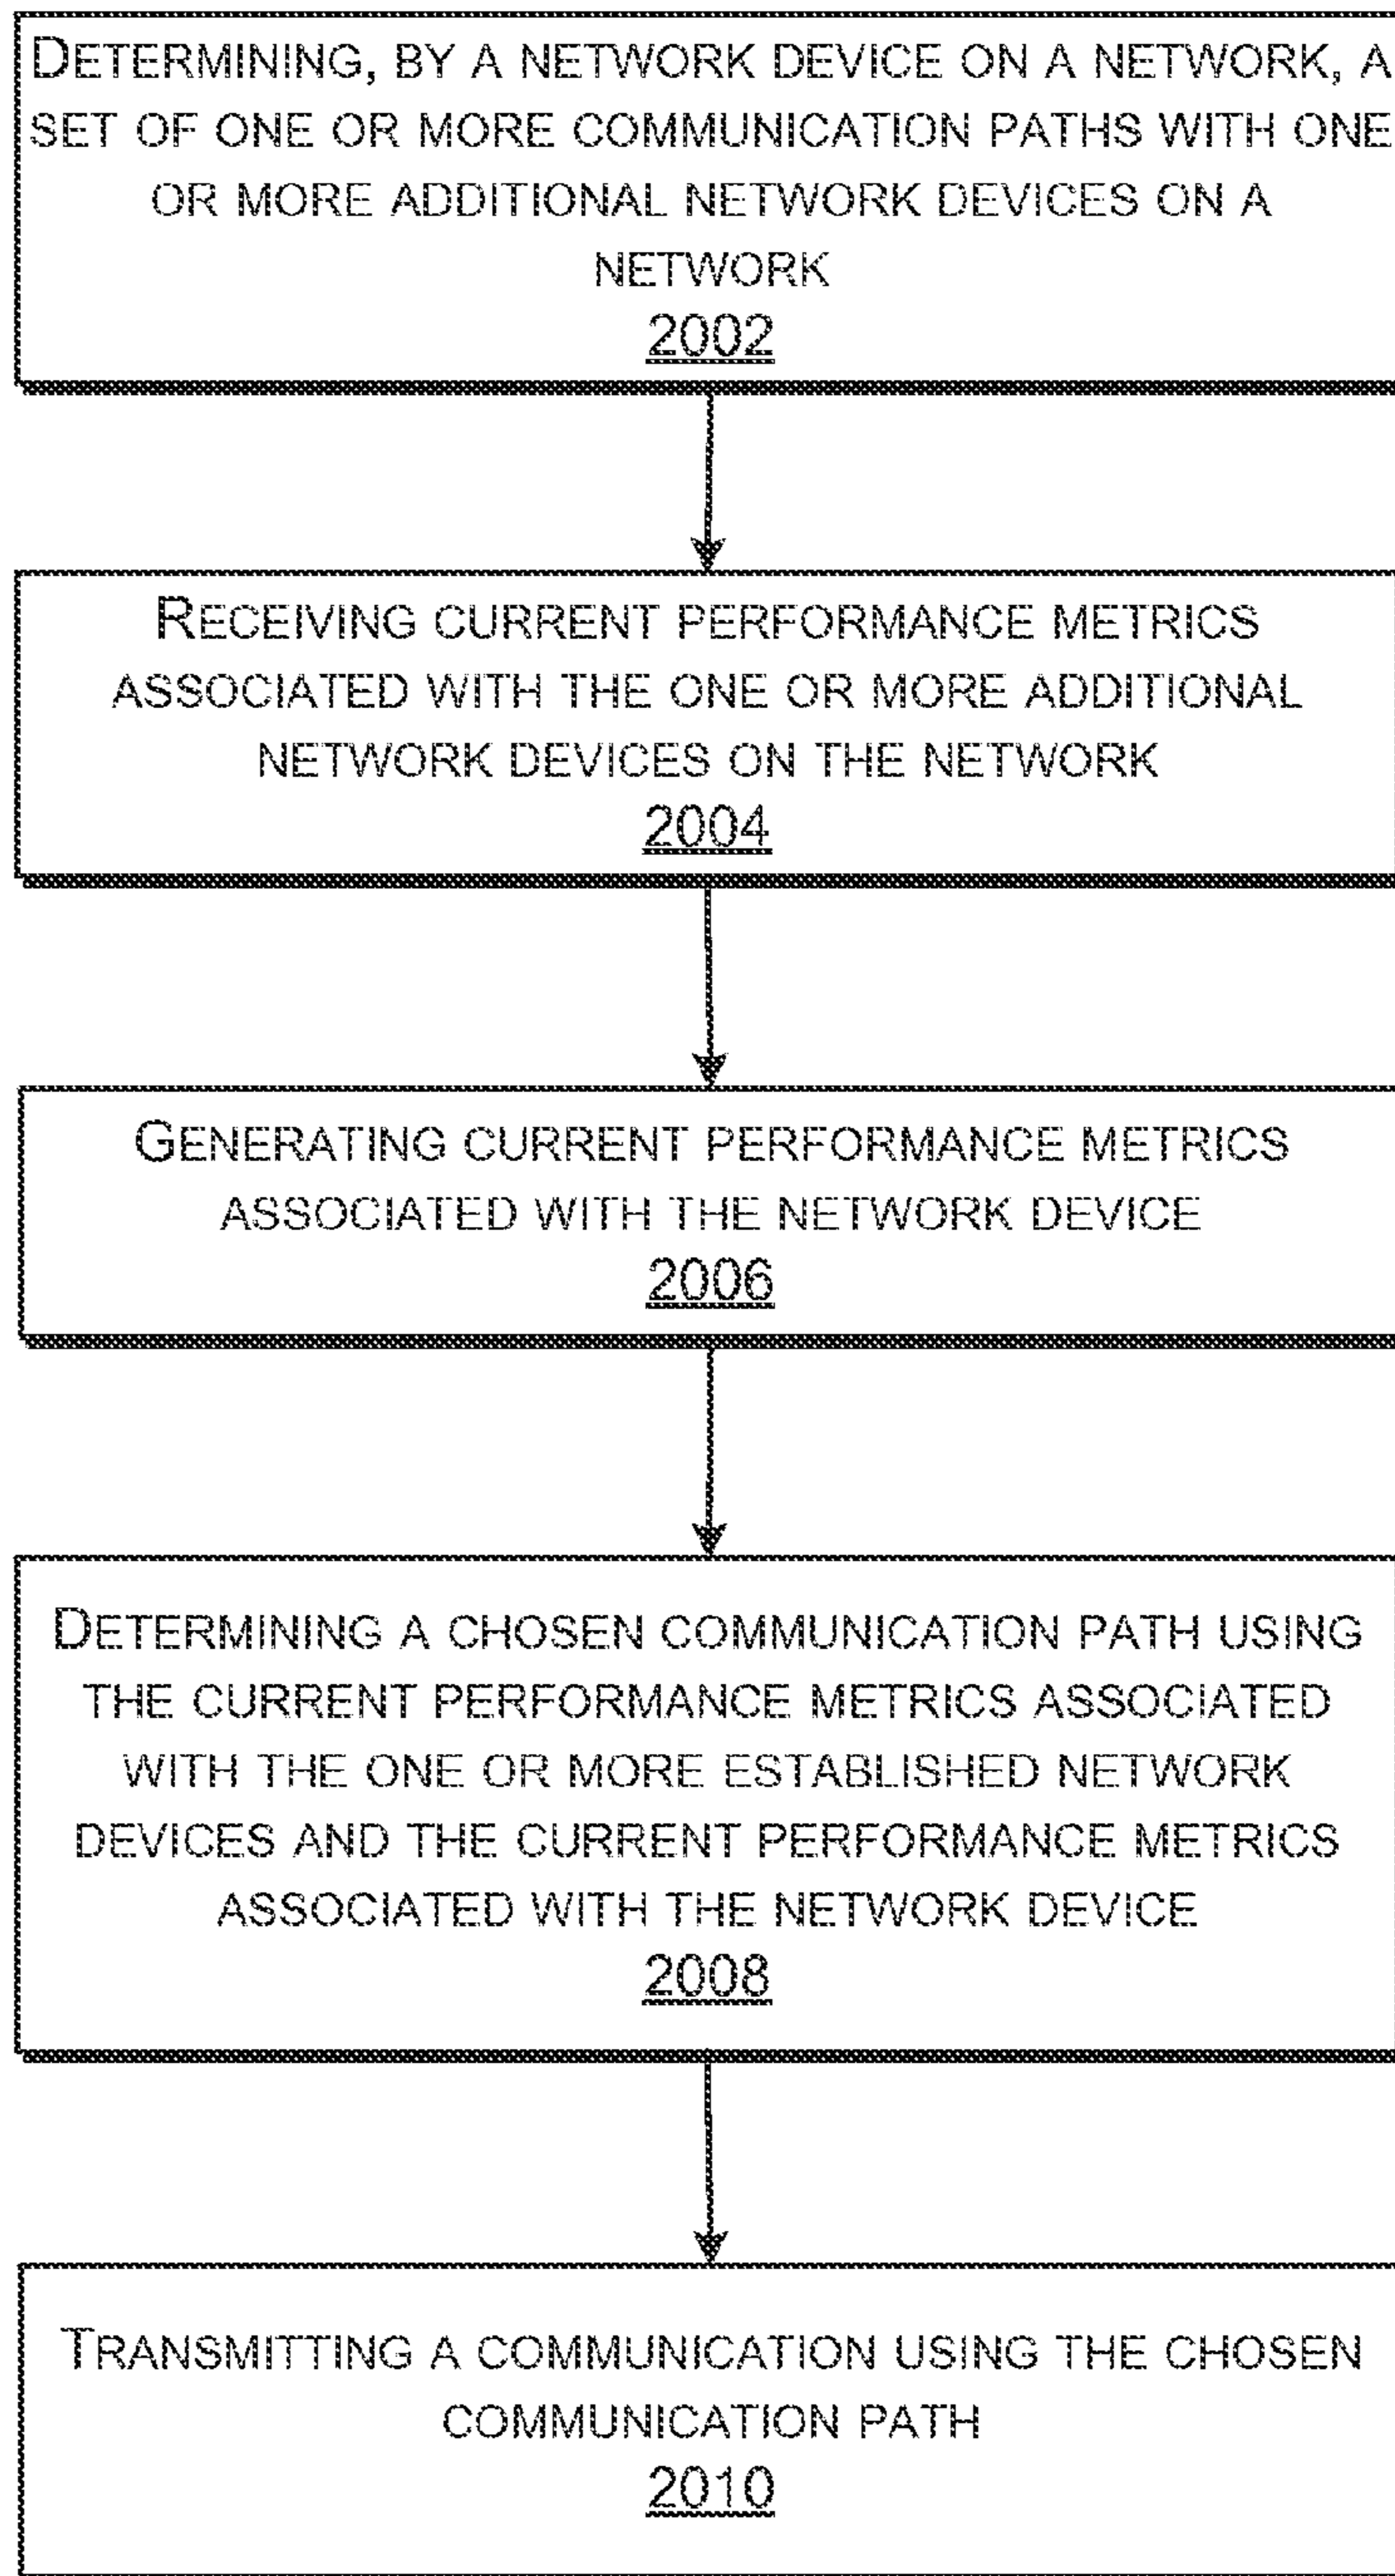 DETERMINING, BY A NETWORK DEVICE ON A NETWORK, A
SET OF ONE OR MORE COMMUNICATION PATHS WITH ONE
OR MORE ADDITIONAL NETWORK DEVICES ON A
NETWORK
2002
RECEIVING CURRENT PERFORMANCE METRICS
ASSOCIATED WITH THE ONE OR MORE ADDITIONAL
NETWORK DEVICES ON THE NETWORK
2004
GENERATING CURRENT PERFORMANCE METRICS
ASSOCIATED WITH THE NETWORK DEVICE
2006
DETERMINING A CHOSEN COMMUNICATION PATH USING
THE CURRENT PERFORMANCE METRICS ASSOCIATED
WITH THE ONE OR MORE ESTABLISHED NETWORK
DEVICES AND THE CURRENT PERFORMANCE METRICS
ASSOCIATED WITH THE NETWORK DEVICE
2008
TRANSMITTING A COMMUNICATION USING THE CHOSEN
COMMUNICATION PATH
2010